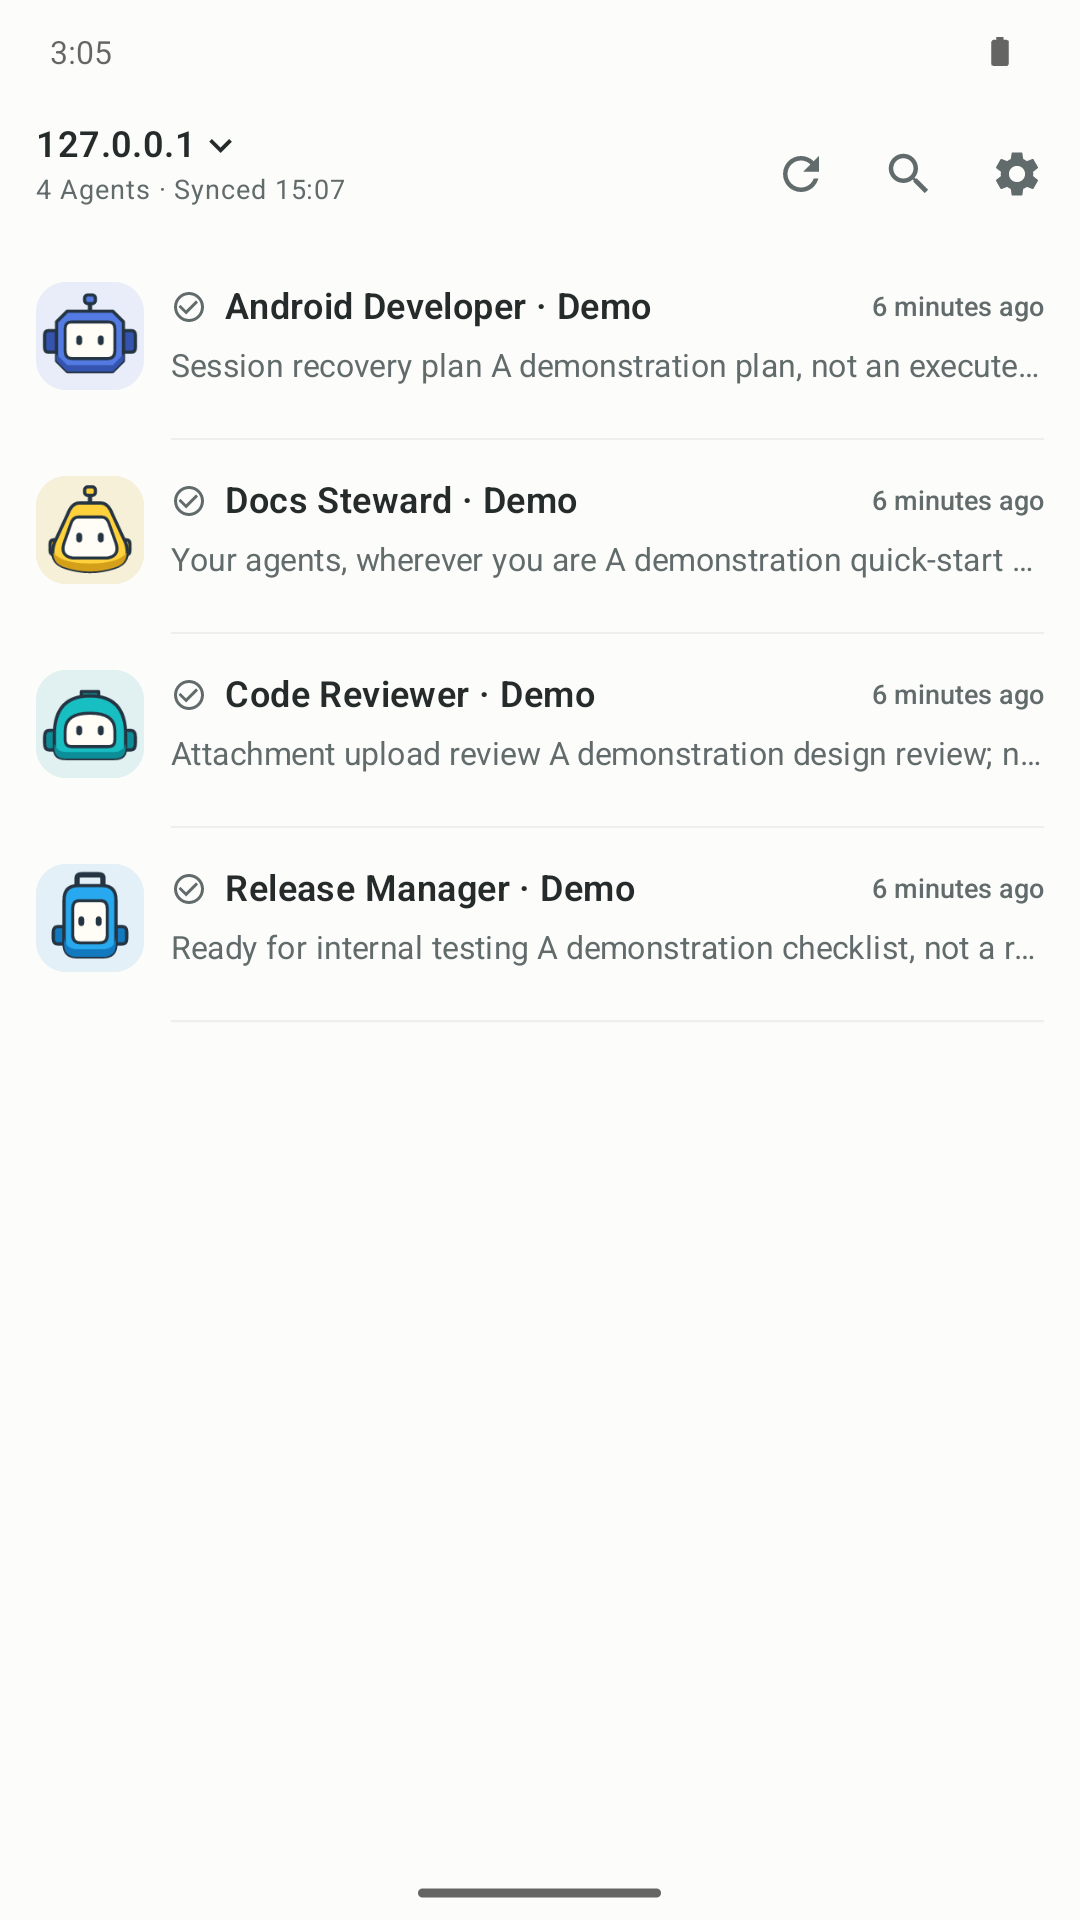 3:05
127.0.0.1
4 Agents · Synced 15:07
Android Developer · Demo
6 minutes ago
Session recovery plan A demonstration plan, not an execute…
Docs Steward · Demo
6 minutes ago
Your agents, wherever you are A demonstration quick-start …
Code Reviewer · Demo
6 minutes ago
Attachment upload review A demonstration design review; n…
Release Manager · Demo
6 minutes ago
Ready for internal testing A demonstration checklist, not a r…